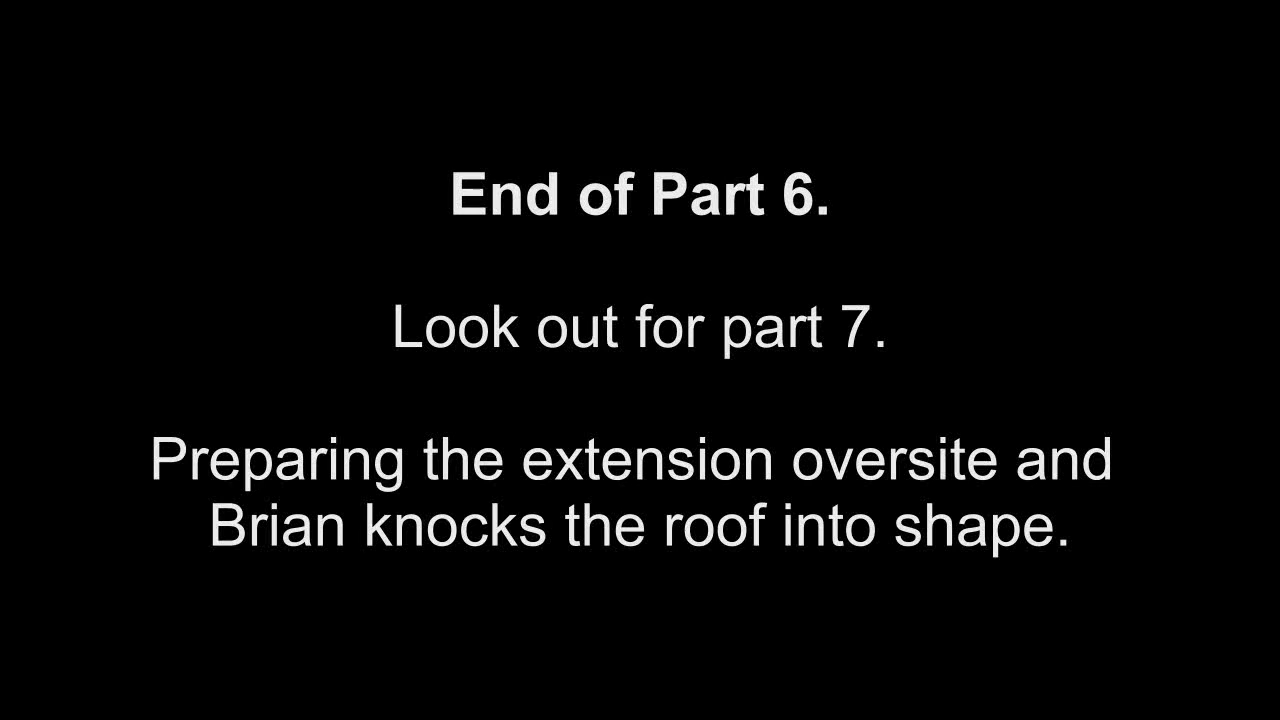 End of Part 6.
Look out for part 7.
Preparing the extension oversite and
Brian knocks the roof into shape.